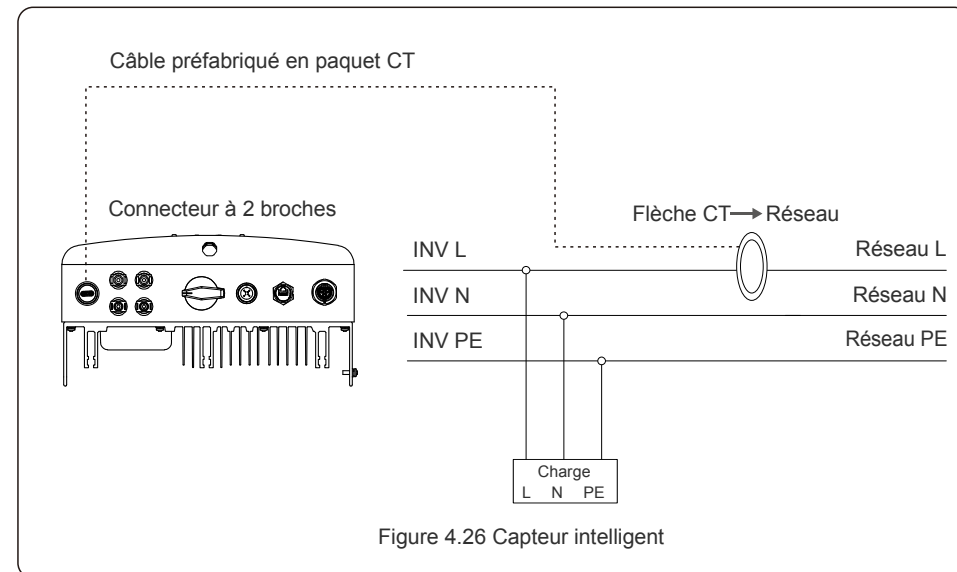 Câble préfabriqué en paquet CT
Connecteur à 2 broches
Flèche CT → Réseau
INV L
Réseau L
INV N
Réseau N
INV PE
Réseau PE
Charge
L N PE
Figure 4.26 Capteur intelligent